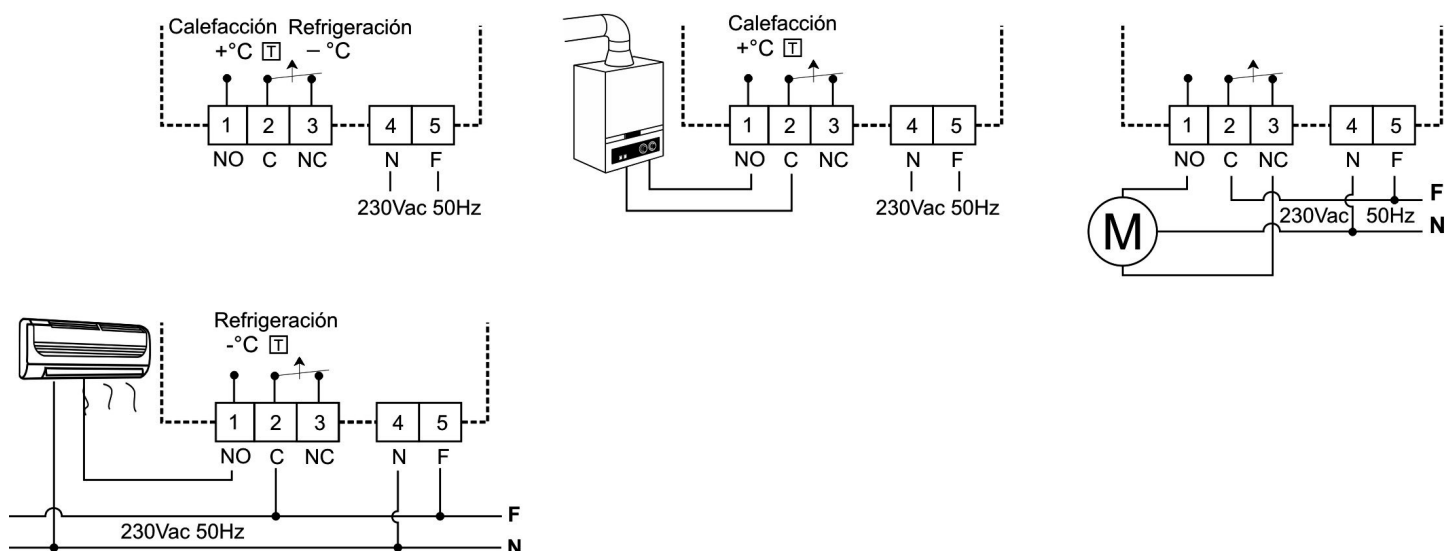 Calefacción Refrigeración
+°C T – °C
1 2 3 4 5
NO C NC N F
230Vac 50Hz
Calefacción
+°C T
1 2 3 4 5
NO C NC N F
230Vac 50Hz
1 2 3 4 5
NO C NC N F
F
230Vac 50Hz
N
M
Refrigeración
-°C T
1 2 3 4 5
NO C NC N F
F
230Vac 50Hz
N